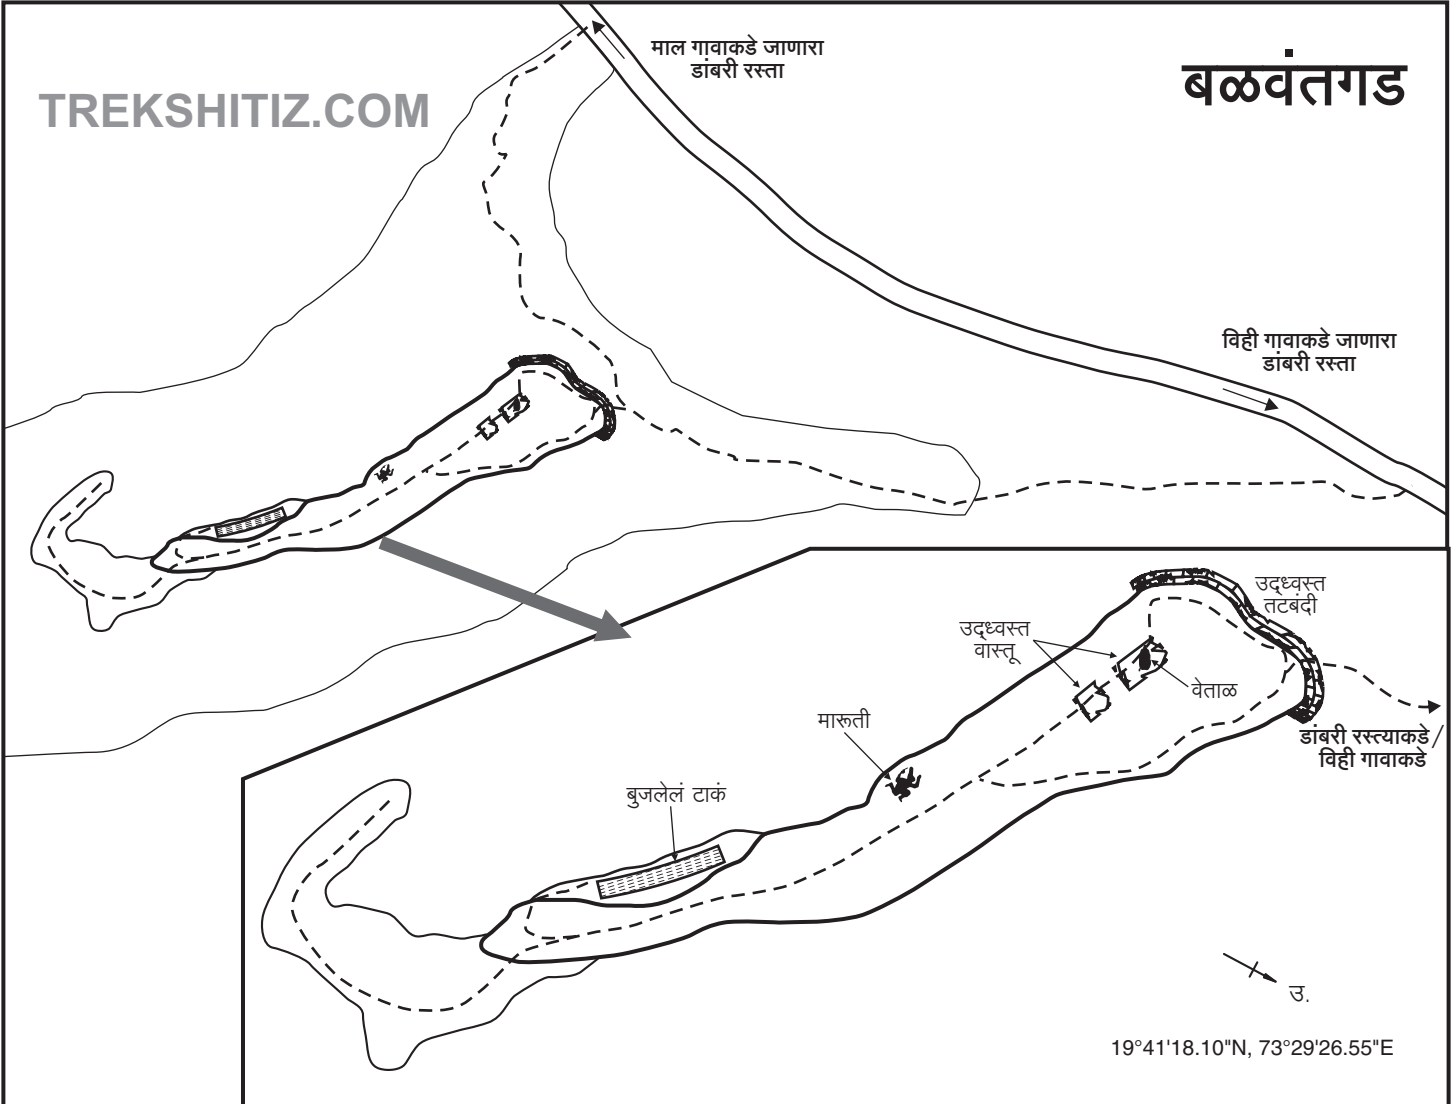 माल गावाकडे जाणारा
डांबरी रस्ता
बळवंतगड
TREKSHITIZ.COM
विही गावाकडे जाणारा
डांबरी रस्ता
उद्ध्वस्त
तटबंदी
उद्ध्वस्त
वास्तू
वेताळ
मारूती
डांबरी रस्त्याकडे/
विही गावाकडे
बुजलेलं टाकं
उ.
19°41'18.10"N, 73°29'26.55"E